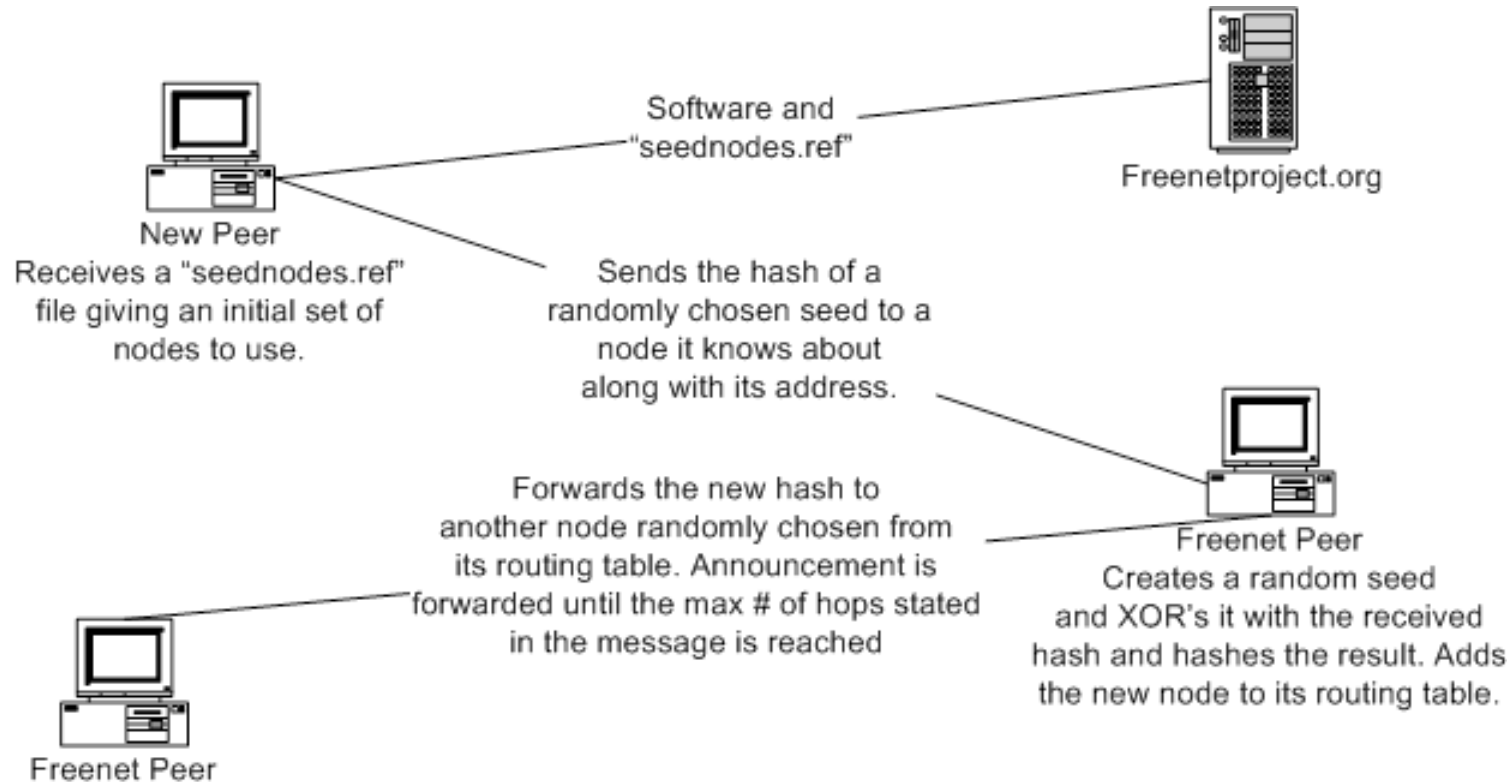 Software and
“seednodes.ref”
Freenetproject.org
New Peer
Receives a “seednodes.ref”
file giving an initial set of
nodes to use.
Sends the hash of a
randomly chosen seed to a
node it knows about
along with its address.
Forwards the new hash to
another node randomly chosen from
its routing table. Announcement is
forwarded until the max # of hops stated
in the message is reached
Freenet Peer
Creates a random seed
and XOR’s it with the received
hash and hashes the result. Adds
the new node to its routing table.
Freenet Peer